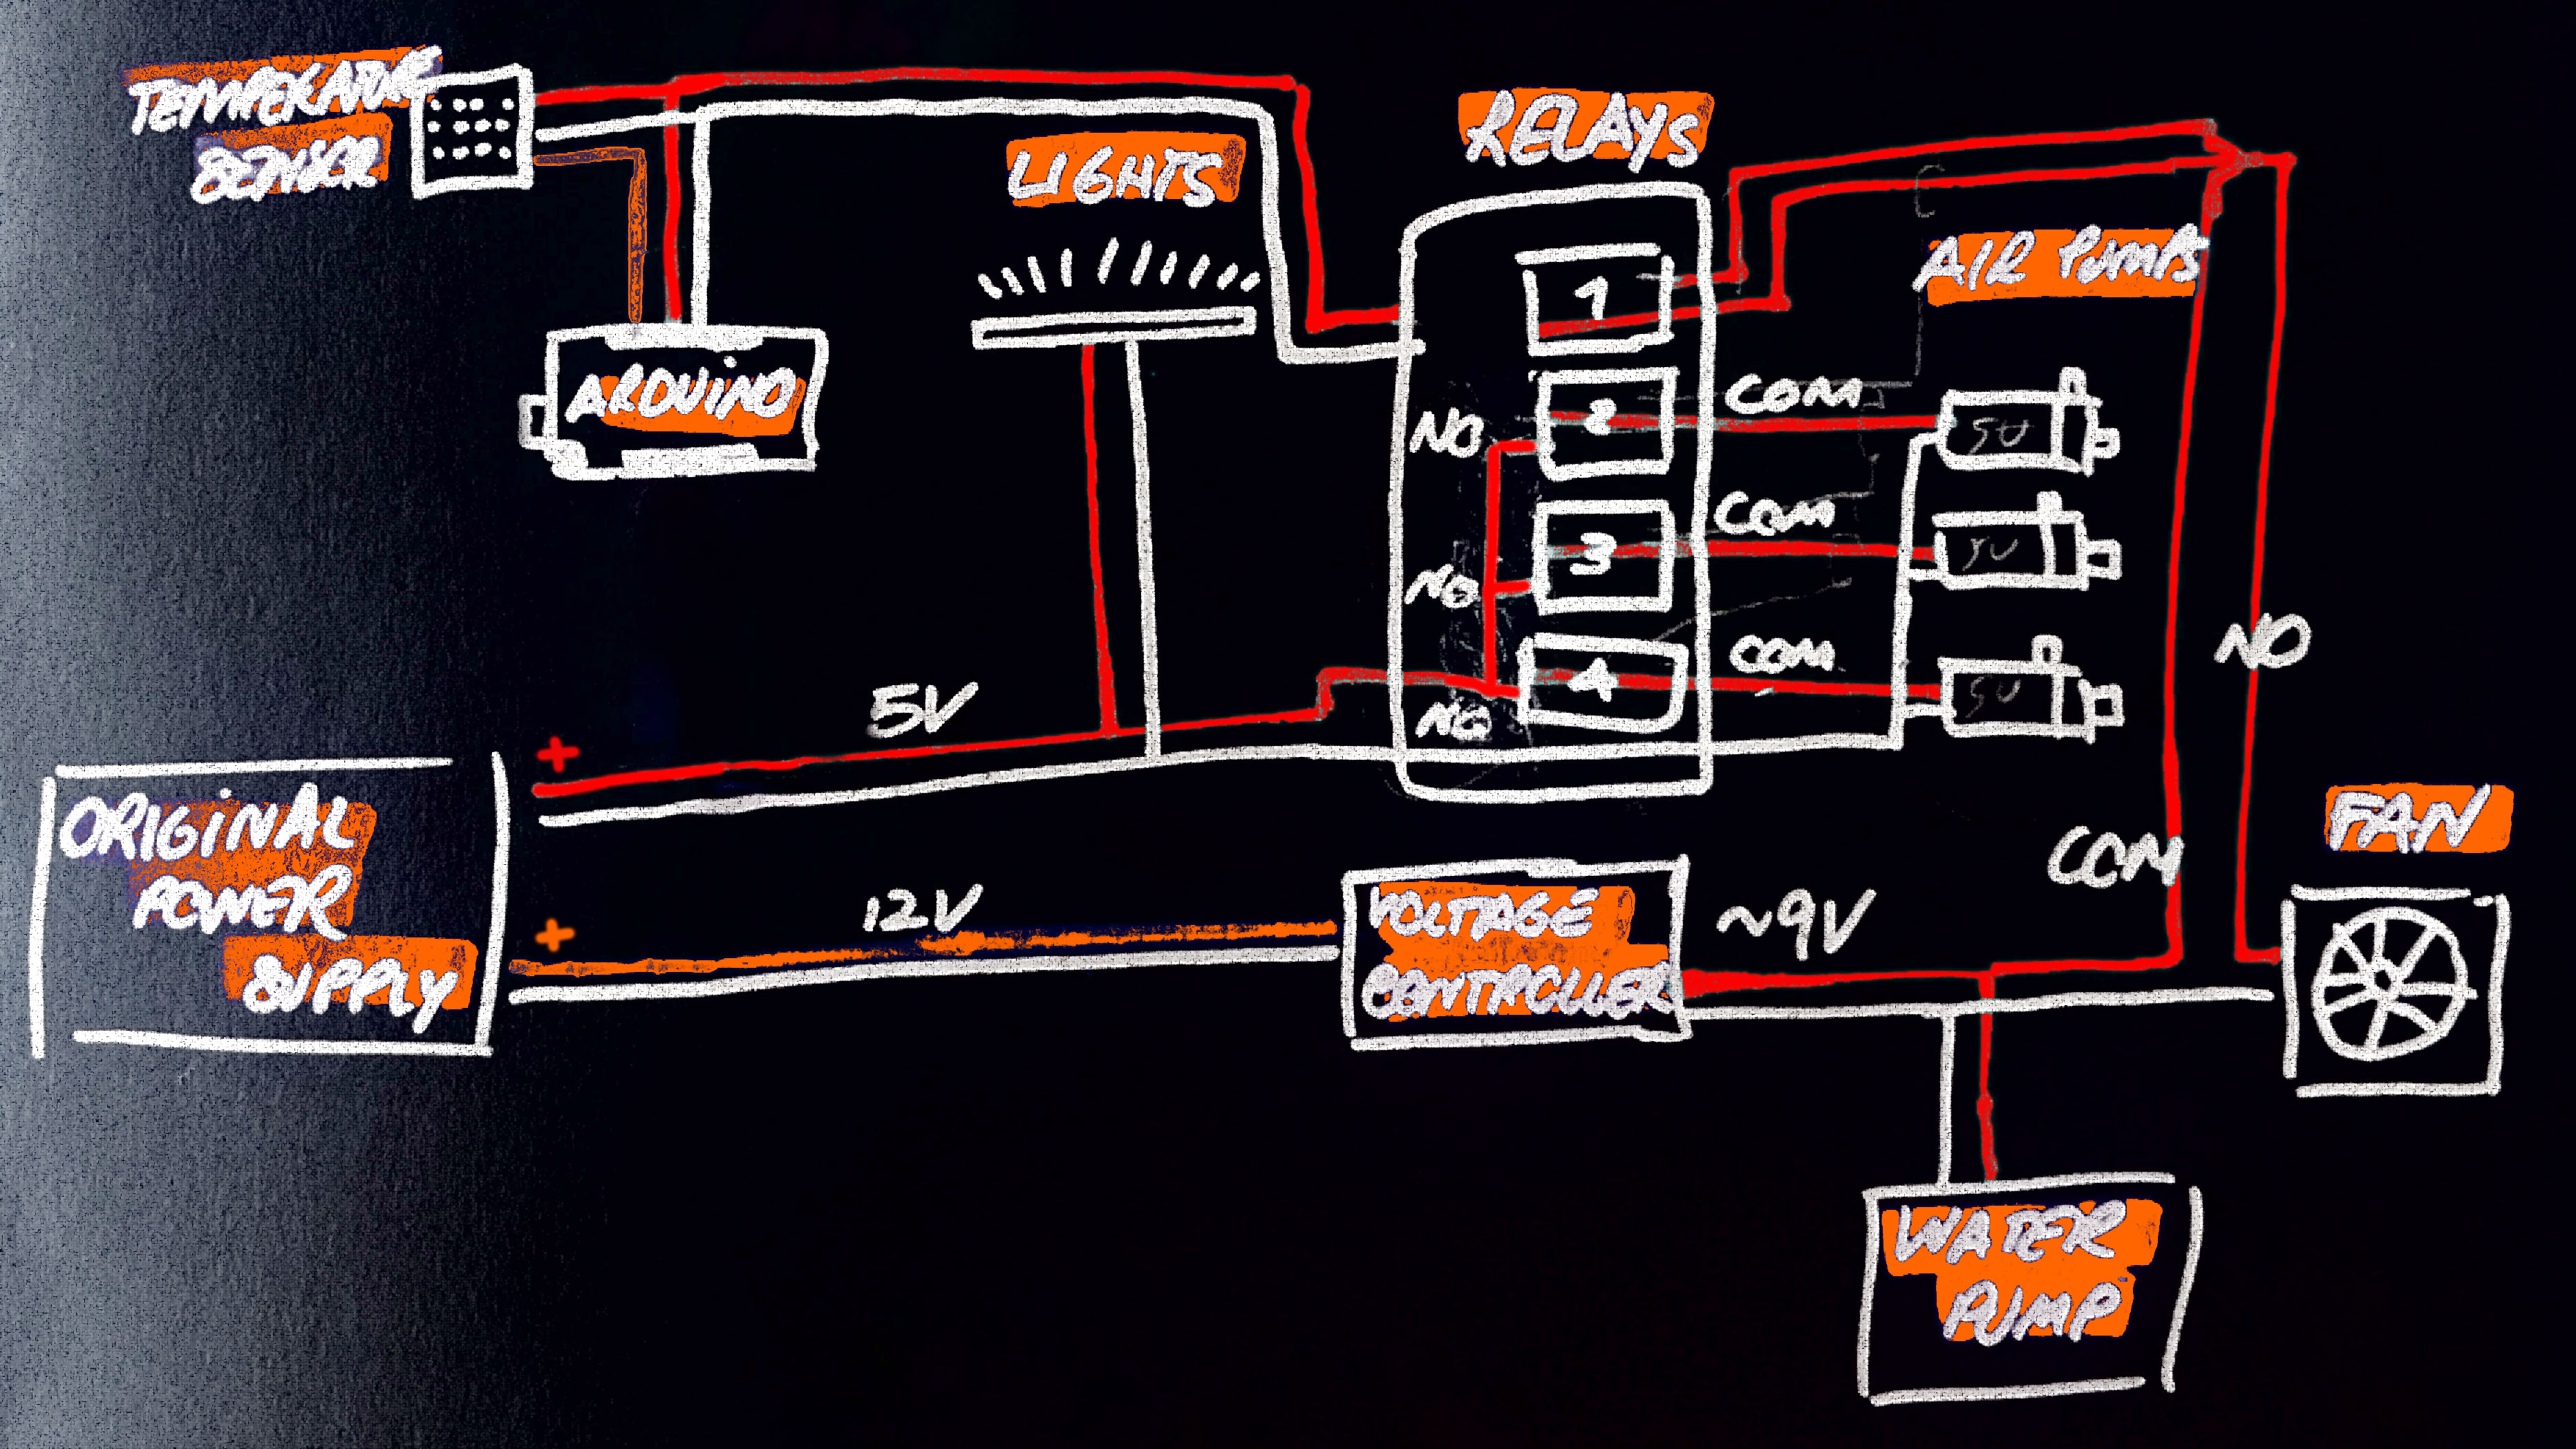 TEMPERATURE
SENSOR
LIGHTS
RELAYS
AIR PUMPS
ARDUINO
1
2
3
4
NO
NO
NO
COM
COM
COM
5V
5V
5V
NO
COM
FAN
+
5V
ORIGINAL
POWER
SUPPLY
+
12V
VOLTAGE
CONTROLLER
~9V
WATER
PUMP